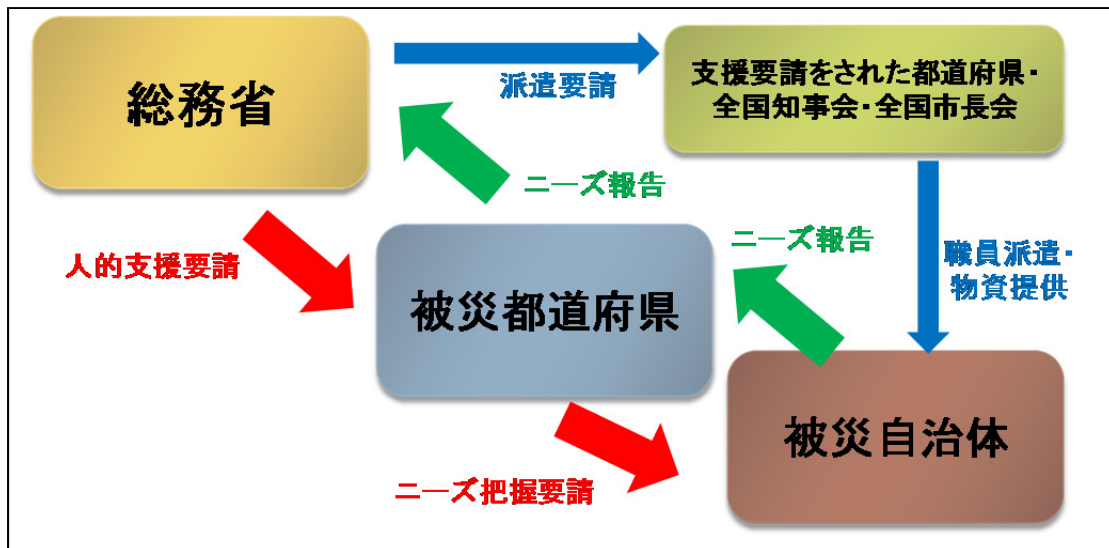 総務省
派遣要請
支援要請をされた都道府県・
全国知事会・全国市長会
ニーズ報告
人的支援要請
被災都道府県
ニーズ報告
職員派遣・
物資提供
ニーズ把握要請
被災自治体